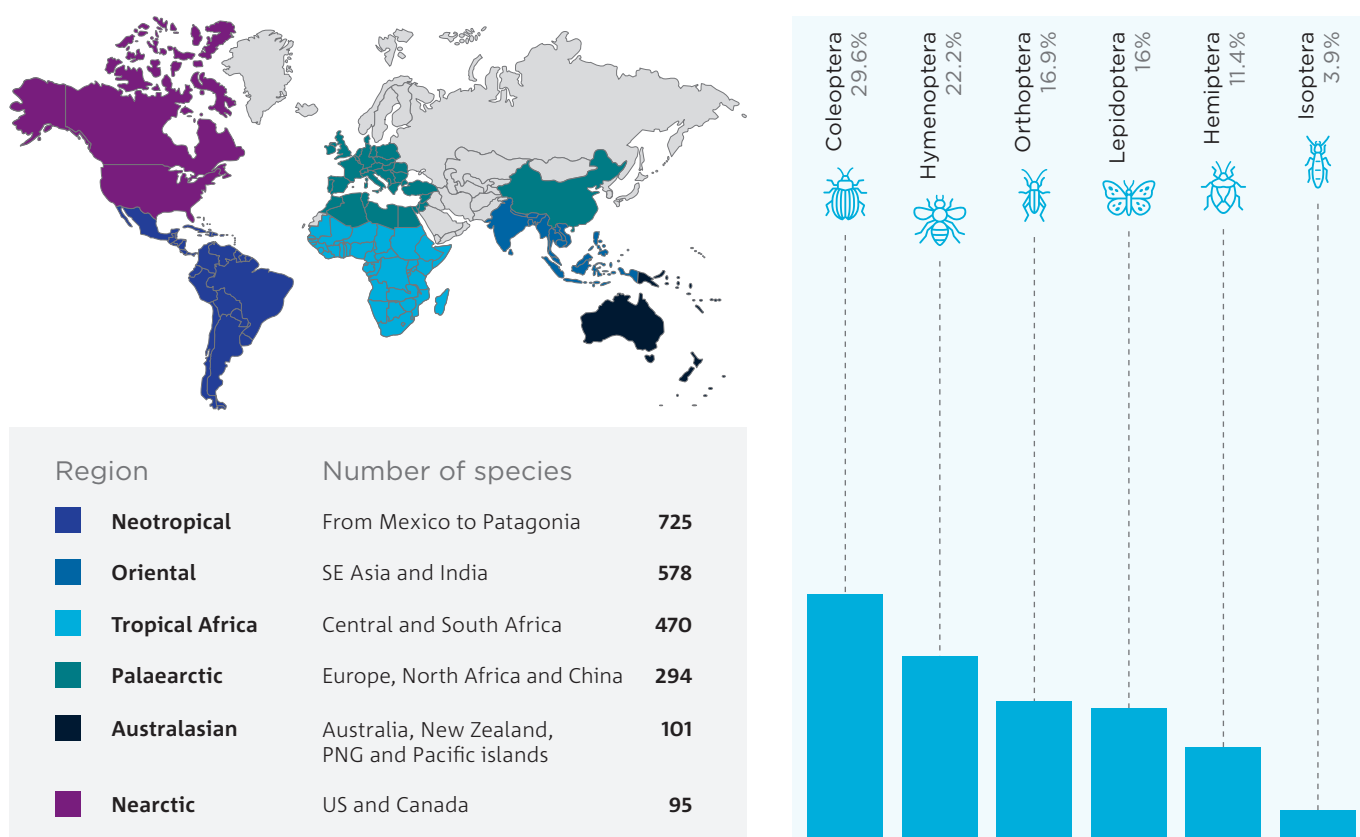 Region Number of species
Neotropical From Mexico to Patagonia 725
Oriental SE Asia and India 578
Tropical Africa Central and South Africa 470
Palaearctic Europe, North Africa and China 294
Australasian Australia, New Zealand, 101
PNG and Pacific islands
Nearctic US and Canada 95
Coleoptera
29.6%
Hymenoptera
22.2%
Orthoptera
16.9%
Lepidoptera
16%
Hemiptera
11.4%
Isoptera
3.9%